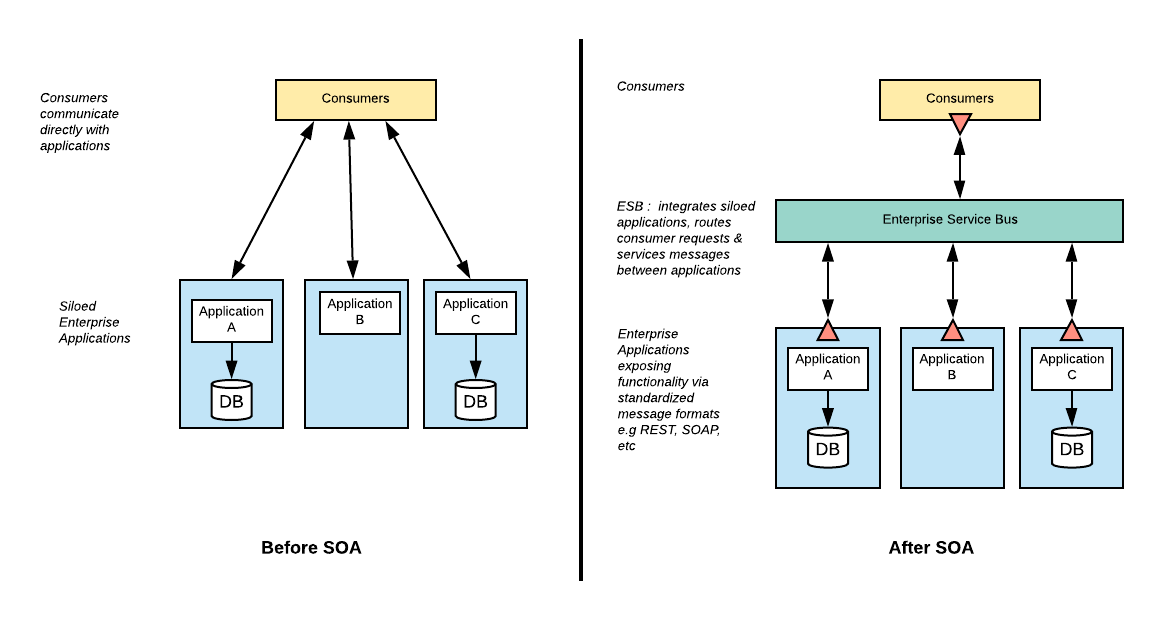 Consumers
communicate
directly with
applications
Consumers
Siloed
Enterprise
Applications
Application
A
DB
Application
B
Application
C
DB
Before SOA
Consumers
Consumers
ESB :  integrates siloed
applications, routes
consumer requests &
services messages
between applications
Enterprise Service Bus
Enterprise
Applications
exposing
functionality via
standardized
message formats
e.g REST, SOAP,
etc
Application
A
DB
Application
B
Application
C
DB
After SOA